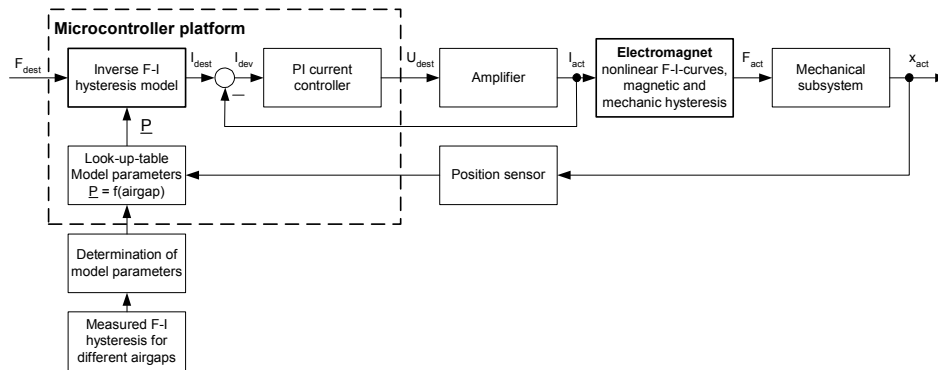 Microcontroller platform
F_dest
Inverse F-I
hysteresis model
I_dest
I_dev
PI current
controller
U_dest
Amplifier
I_act
Electromagnet
nonlinear F-I-curves,
magnetic and
mechanic hysteresis
F_act
Mechanical
subsystem
x_act
P
Look-up-table
Model parameters
P = f(airgap)
Position sensor
Determination of
model parameters
Measured F-I
hysteresis for
different airgaps